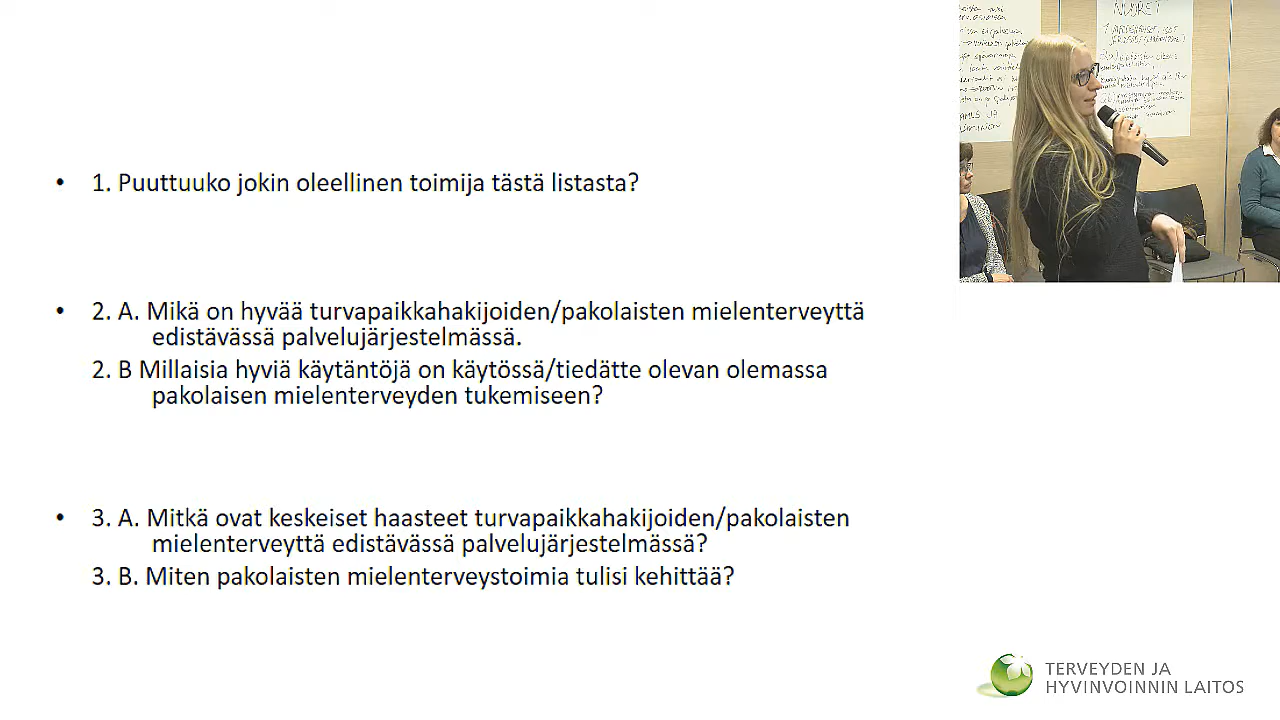 • 1. Puuttuuko jokin oleellinen toimija tästä listasta?
• 2. A. Mikä on hyvää turvapaikkahakijoiden/pakolaisten mielenterveyttä
edistävässä palvelujärjestelmässä.
2. B Millaisia hyviä käytäntöjä on käytössä/tiedätte olevan olemassa
pakolaisen mielenterveyden tukemiseen?
• 3. A. Mitkä ovat keskeiset haasteet turvapaikkahakijoiden/pakolaisten
mielenterveyttä edistävässä palvelujärjestelmässä?
3. B. Miten pakolaisten mielenterveystoimia tulisi kehittää?
NUORET
TERVEYDEN JA
HYVINVOINNIN LAITOS